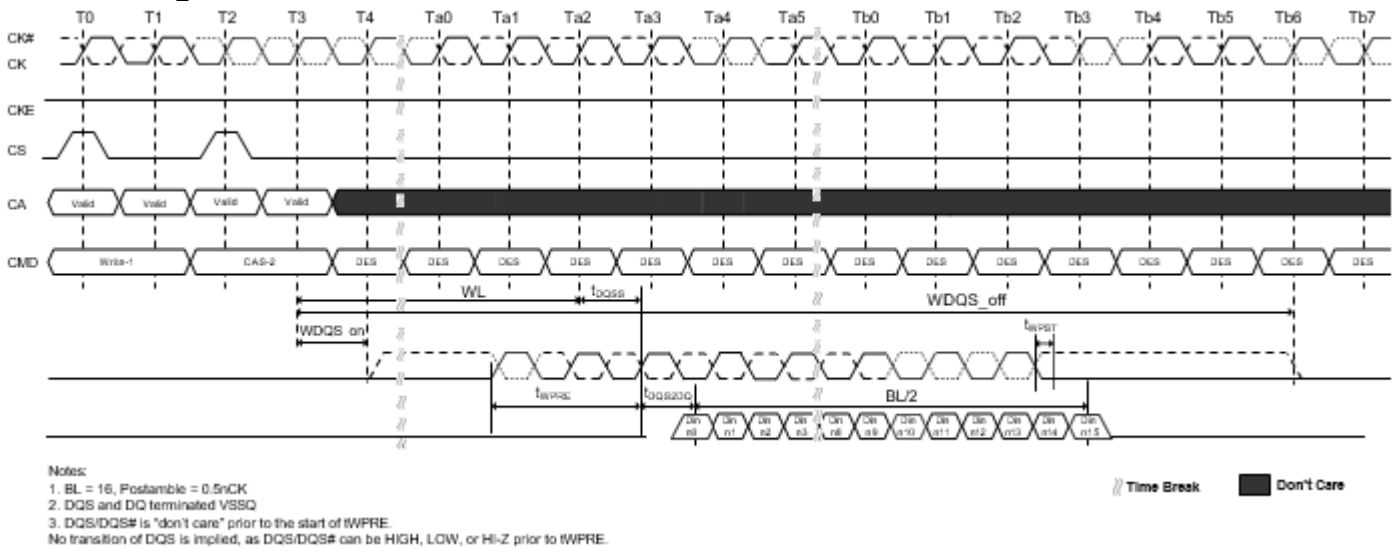 T0 T1 T2 T3 T4 Ta0 Ta1 Ta2 Ta3 Ta4 Ta5 Tb0 Tb1 Tb2 Tb3 Tb4 Tb5 Tb6 Tb7
CK#
CK
CKE
CS
CA Valid Valid Valid Valid
CMD Write-1 CAS-2 DES DES DES DES DES DES DES DES DES DES DES DES DES DES DES
WL tDQSS WDQS_off
WDQS on tWPST
tWPRE tDQS2DQ BL/2
Din n0 Din n1 Din n2 Din n3 Din n8 Din n9 Din n10 Din n11 Din n12 Din n13 Din n14 Din n15
Notes:
1. BL = 16, Postamble = 0.5nCK
2. DQS and DQ terminated VSSQ
3. DQS/DQS# is "don't care" prior to the start of tWPRE.
No transition of DQS is implied, as DQS/DQS# can be HIGH, LOW, or HI-Z prior to tWPRE.
Time Break Don't Care